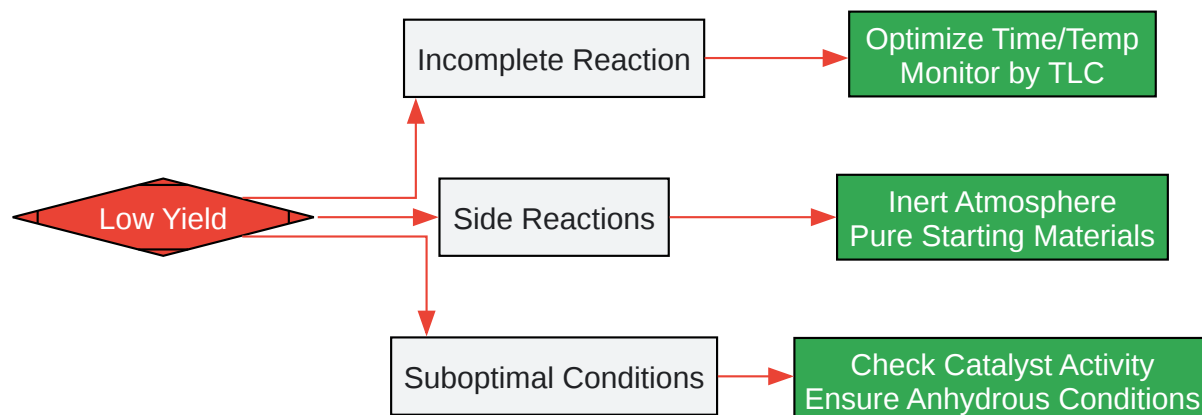 Incomplete Reaction
Optimize Time/Temp
Monitor by TLC
Low Yield
Side Reactions
Inert Atmosphere
Pure Starting Materials
Suboptimal Conditions
Check Catalyst Activity
Ensure Anhydrous Conditions